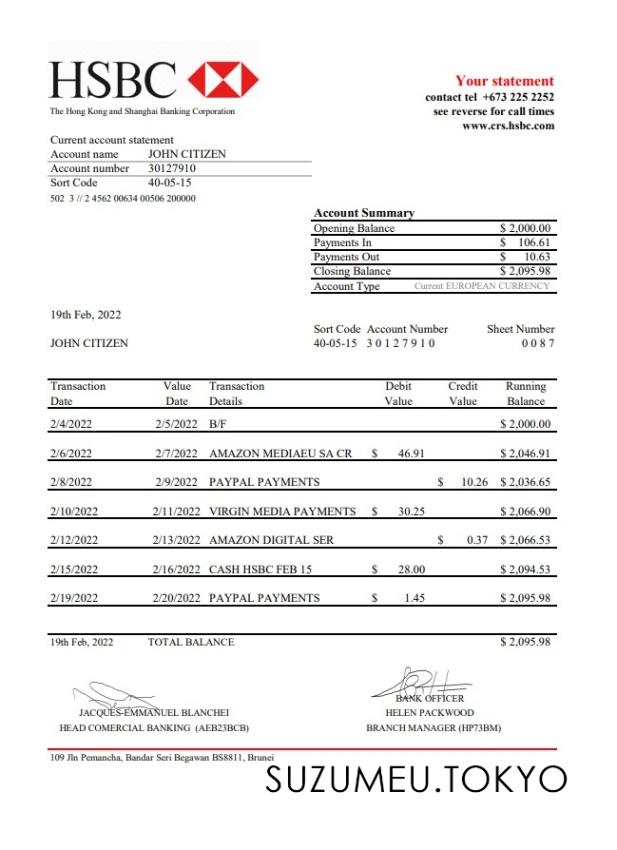 HSBC
The Hong Kong and Shanghai Banking Corporation
Your statement
contact tel +673 225 2252
see reverse for call times
www.crs.hsbc.com
Current account statement
Account name JOHN CITIZEN
Account number 30127910
Sort Code 40-05-15
502 3 // 2 4562 00634 00506 200000
Account Summary
Opening Balance $ 2,000.00
Payments In $ 106.61
Payments Out $ 10.63
Closing Balance $ 2,095.98
Account Type Current EUROPEAN CURRENCY
19th Feb, 2022
Sort Code Account Number Sheet Number
JOHN CITIZEN 40-05-15 3 0 1 2 7 9 1 0 0 0 8 7
Transaction Value Transaction Debit Credit Running
Date Date Details Value Value Balance
2/4/2022 2/5/2022 B/F $ 2,000.00
2/6/2022 2/7/2022 AMAZON MEDIAEU SA CR $ 46.91 $ 2,046.91
2/8/2022 2/9/2022 PAYPAL PAYMENTS $ 10.26 $ 2,036.65
2/10/2022 2/11/2022 VIRGIN MEDIA PAYMENTS $ 30.25 $ 2,066.90
2/12/2022 2/13/2022 AMAZON DIGITAL SER $ 0.37 $ 2,066.53
2/15/2022 2/16/2022 CASH HSBC FEB 15 $ 28.00 $ 2,094.53
2/19/2022 2/20/2022 PAYPAL PAYMENTS $ 1.45 $ 2,095.98
19th Feb, 2022 TOTAL BALANCE $ 2,095.98
BANK OFFICER
JACQUES-EMMANUEL BLANCHEI HELEN PACKWOOD
HEAD COMERCIAL BANKING (AEB23BCB) BRANCH MANAGER (HP73BM)
109 Jln Pemancha, Bandar Seri Begawan BS8811, Brunei
SUZUMEU.TOKYO